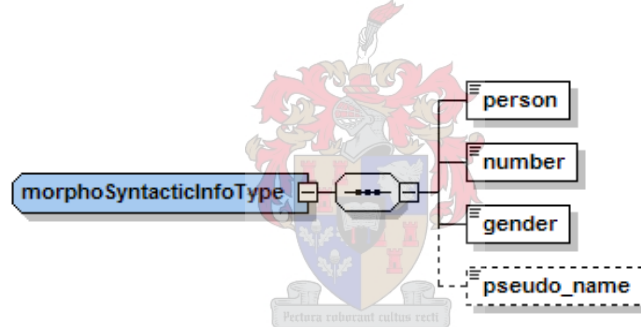 person
number
morphoSyntacticInfoType
gender
pseudo_name
Pectora roborant cultus recti